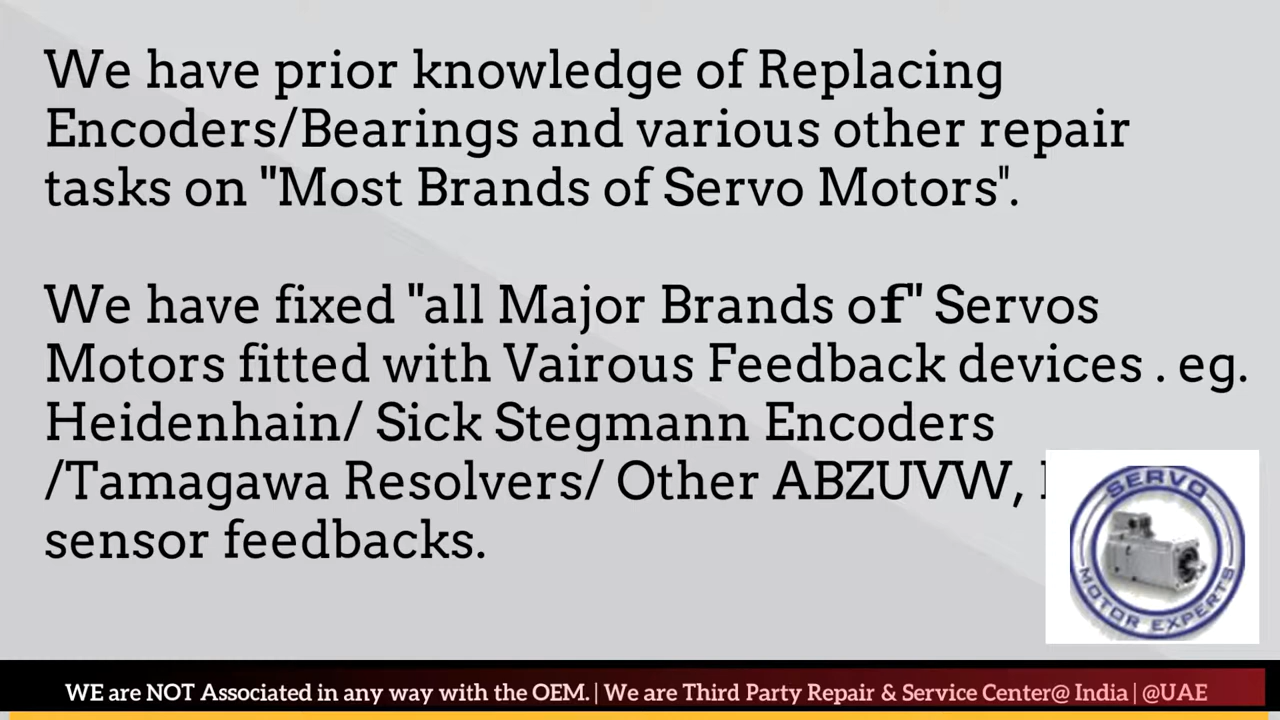 We have prior knowledge of Replacing
Encoders/Bearings and various other repair
tasks on "Most Brands of Servo Motors".
We have fixed "all Major Brands of" Servos
Motors fitted with Vairous Feedback devices . eg.
Heidenhain/ Sick Stegmann Encoders
/Tamagawa Resolvers/ Other ABZUVW,
sensor feedbacks.
SERVO
MOTOR EXPERTS
WE are NOT Associated in any way with the OEM. | We are Third Party Repair & Service Center@ India | @UAE